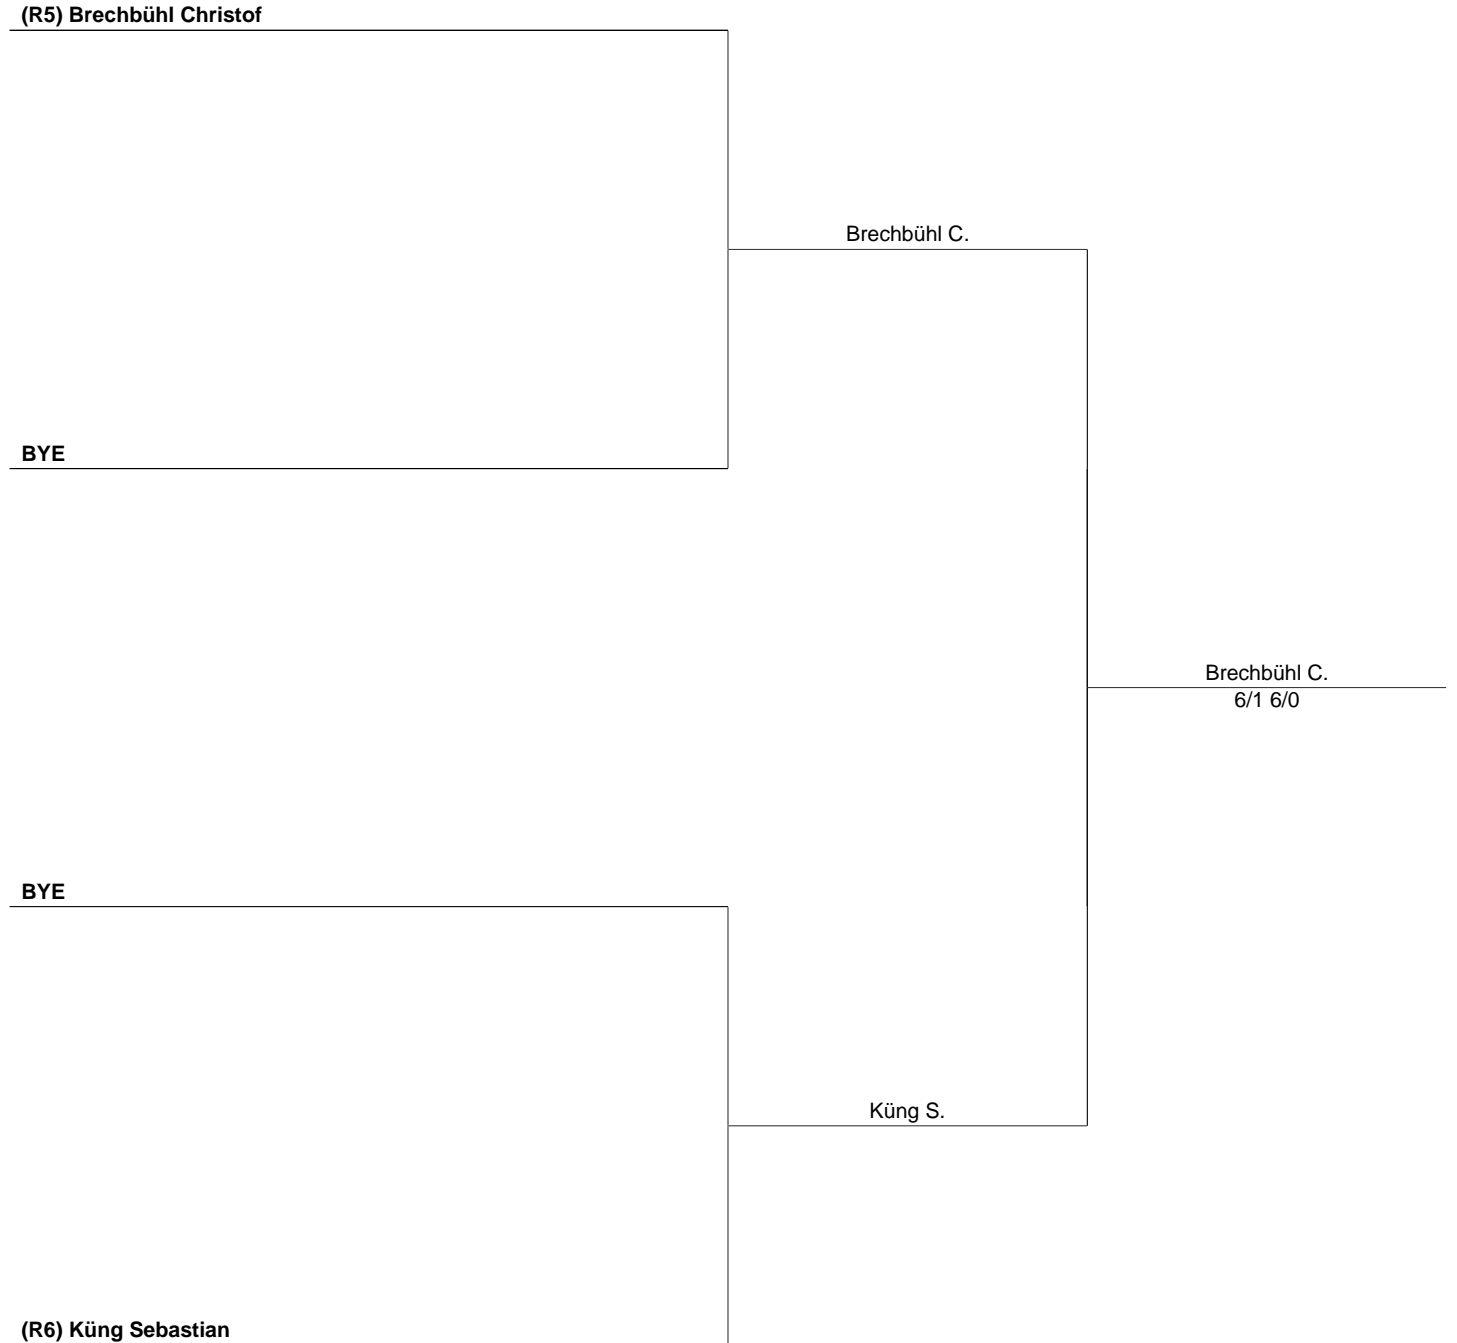 (R5) Brechbühl Christof
Brechbühl C.
BYE
Brechbühl C.
6/1 6/0
BYE
Küng S.
(R6) Küng Sebastian